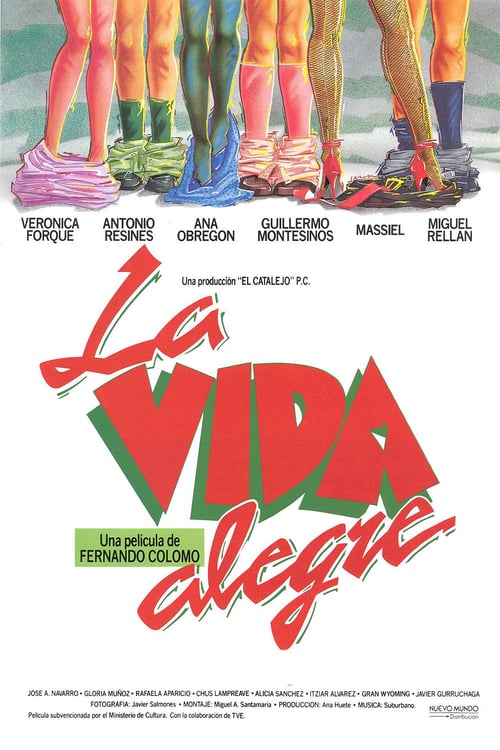 VERONICA FORQUE
ANTONIO RESINES
ANA OBREGON
GUILLERMO MONTESINOS
MASSIEL
MIGUEL RELLAN
Una producción "EL CATALEJO" P.C.
La
VIDA
alegre
Una película de
FERNANDO COLOMO
JOSE A. NAVARRO • GLORIA MUÑOZ • RAFAELA APARICIO • CHUS LAMPREAVE • ALICIA SANCHEZ • ITZIAR ALVAREZ • GRAN WYOMING • JAVIER GURRUCHAGA
FOTOGRAFIA: Javier Salmones • MONTAJE: Miguel A. Santamaria • PRODUCCION: Ana Huete • MUSICA: Suburbano.
Película subvencionada por el Ministerio de Cultura. Con la colaboración de TVE.
NUEVO MUNDO
Distribución